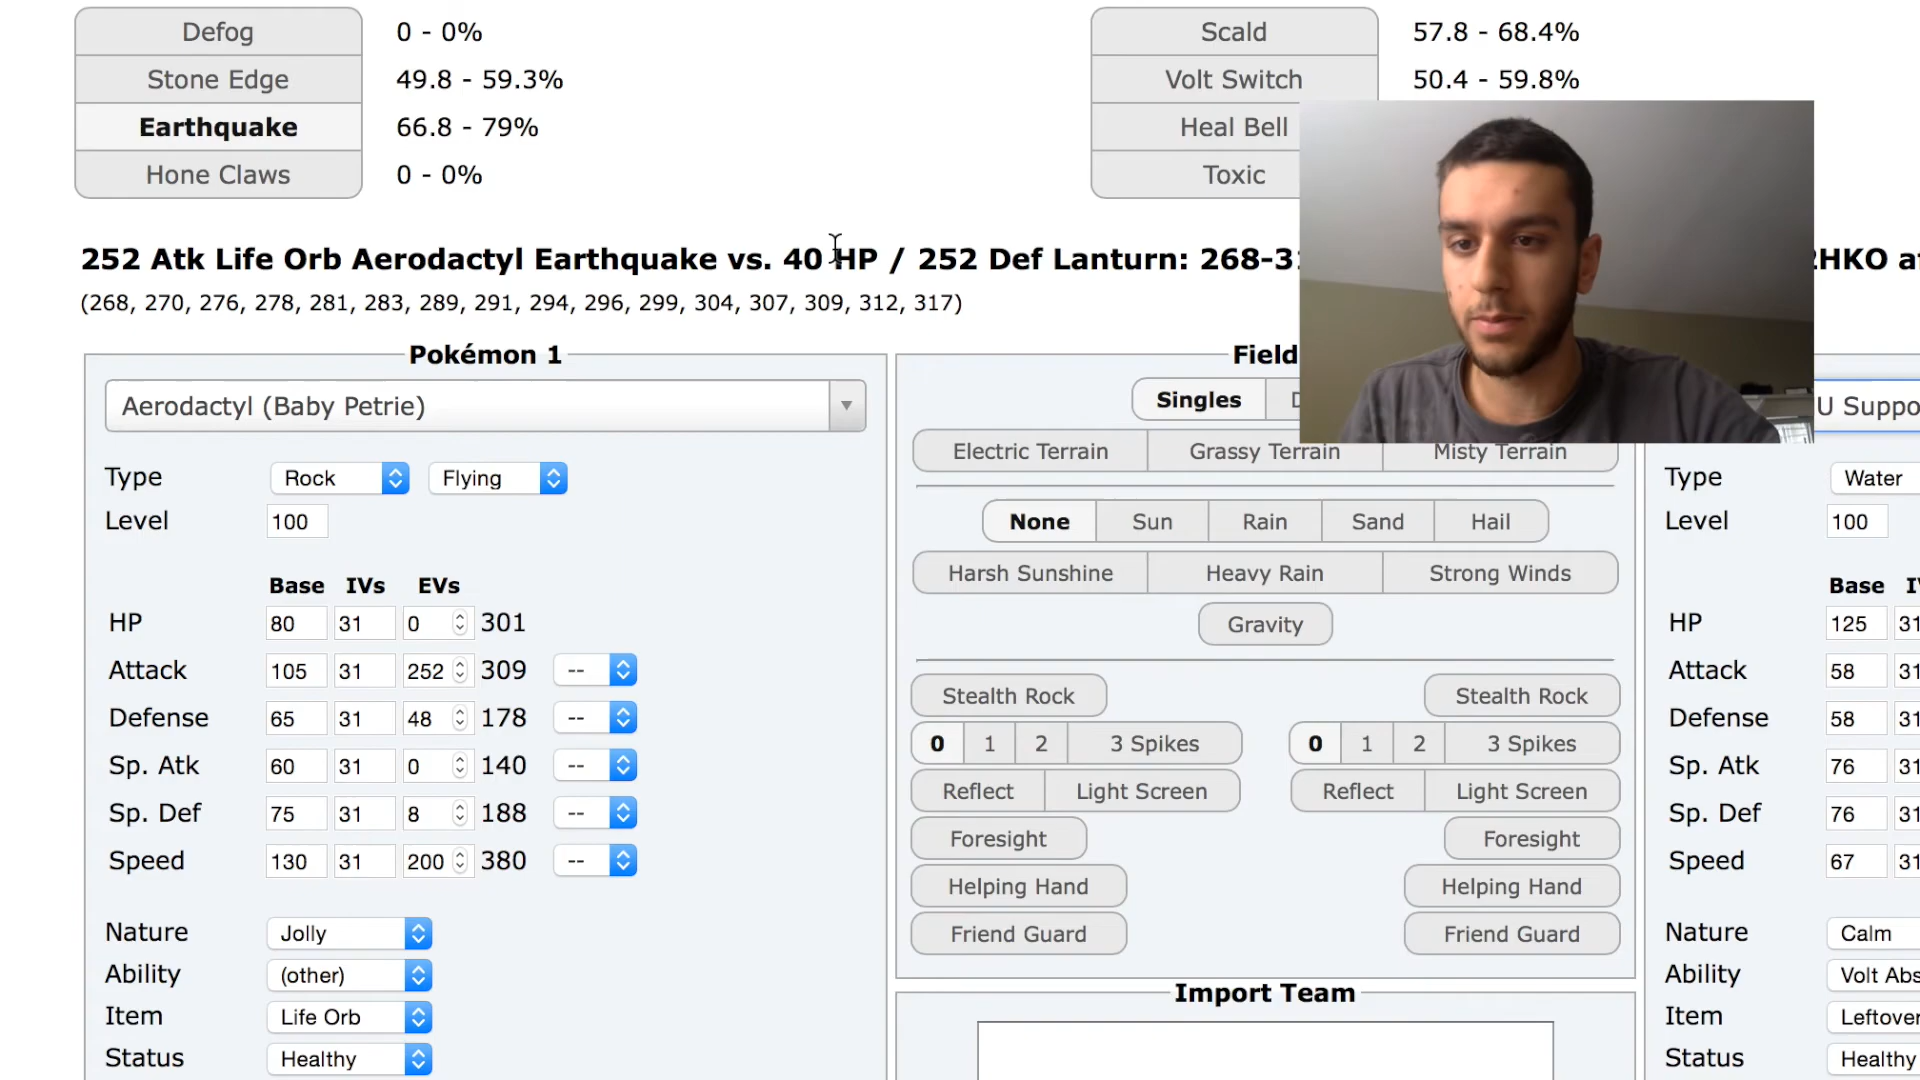 Defog 0 - 0% Scald 57.8 - 68.4%
Stone Edge 49.8 - 59.3% Volt Switch 50.4 - 59.8%
Earthquake 66.8 - 79% Heal Bell
Hone Claws 0 - 0% Toxic
252 Atk Life Orb Aerodactyl Earthquake vs. 40 HP / 252 Def Lanturn: 268-3 HKO a
(268, 270, 276, 278, 281, 283, 289, 291, 294, 296, 299, 304, 307, 309, 312, 317)
Pokémon 1 Field
Aerodactyl (Baby Petrie) Singles U Suppo
Electric Terrain Grassy Terrain Misty Terrain
Type Rock Flying Type Water
Level 100 None Sun Rain Sand Hail Level 100
Harsh Sunshine Heavy Rain Strong Winds
Base IVs EVs Base
HP 80 31 0 301 Gravity HP 125 31
Attack 105 31 252 309 -- Attack 58 31
Stealth Rock Stealth Rock
Defense 65 31 48 178 -- Defense 58 31
0 1 2 3 Spikes 0 1 2 3 Spikes
Sp. Atk 60 31 0 140 -- Sp. Atk 76 31
Reflect Light Screen Reflect Light Screen
Sp. Def 75 31 8 188 -- Sp. Def 76 31
Foresight Foresight
Speed 130 31 200 380 -- Speed 67 31
Helping Hand Helping Hand
Nature Jolly Friend Guard Friend Guard Nature Calm
Ability (other) Ability Volt Abs
Import Team
Item Life Orb Item Leftover
Status Healthy Status Healthy